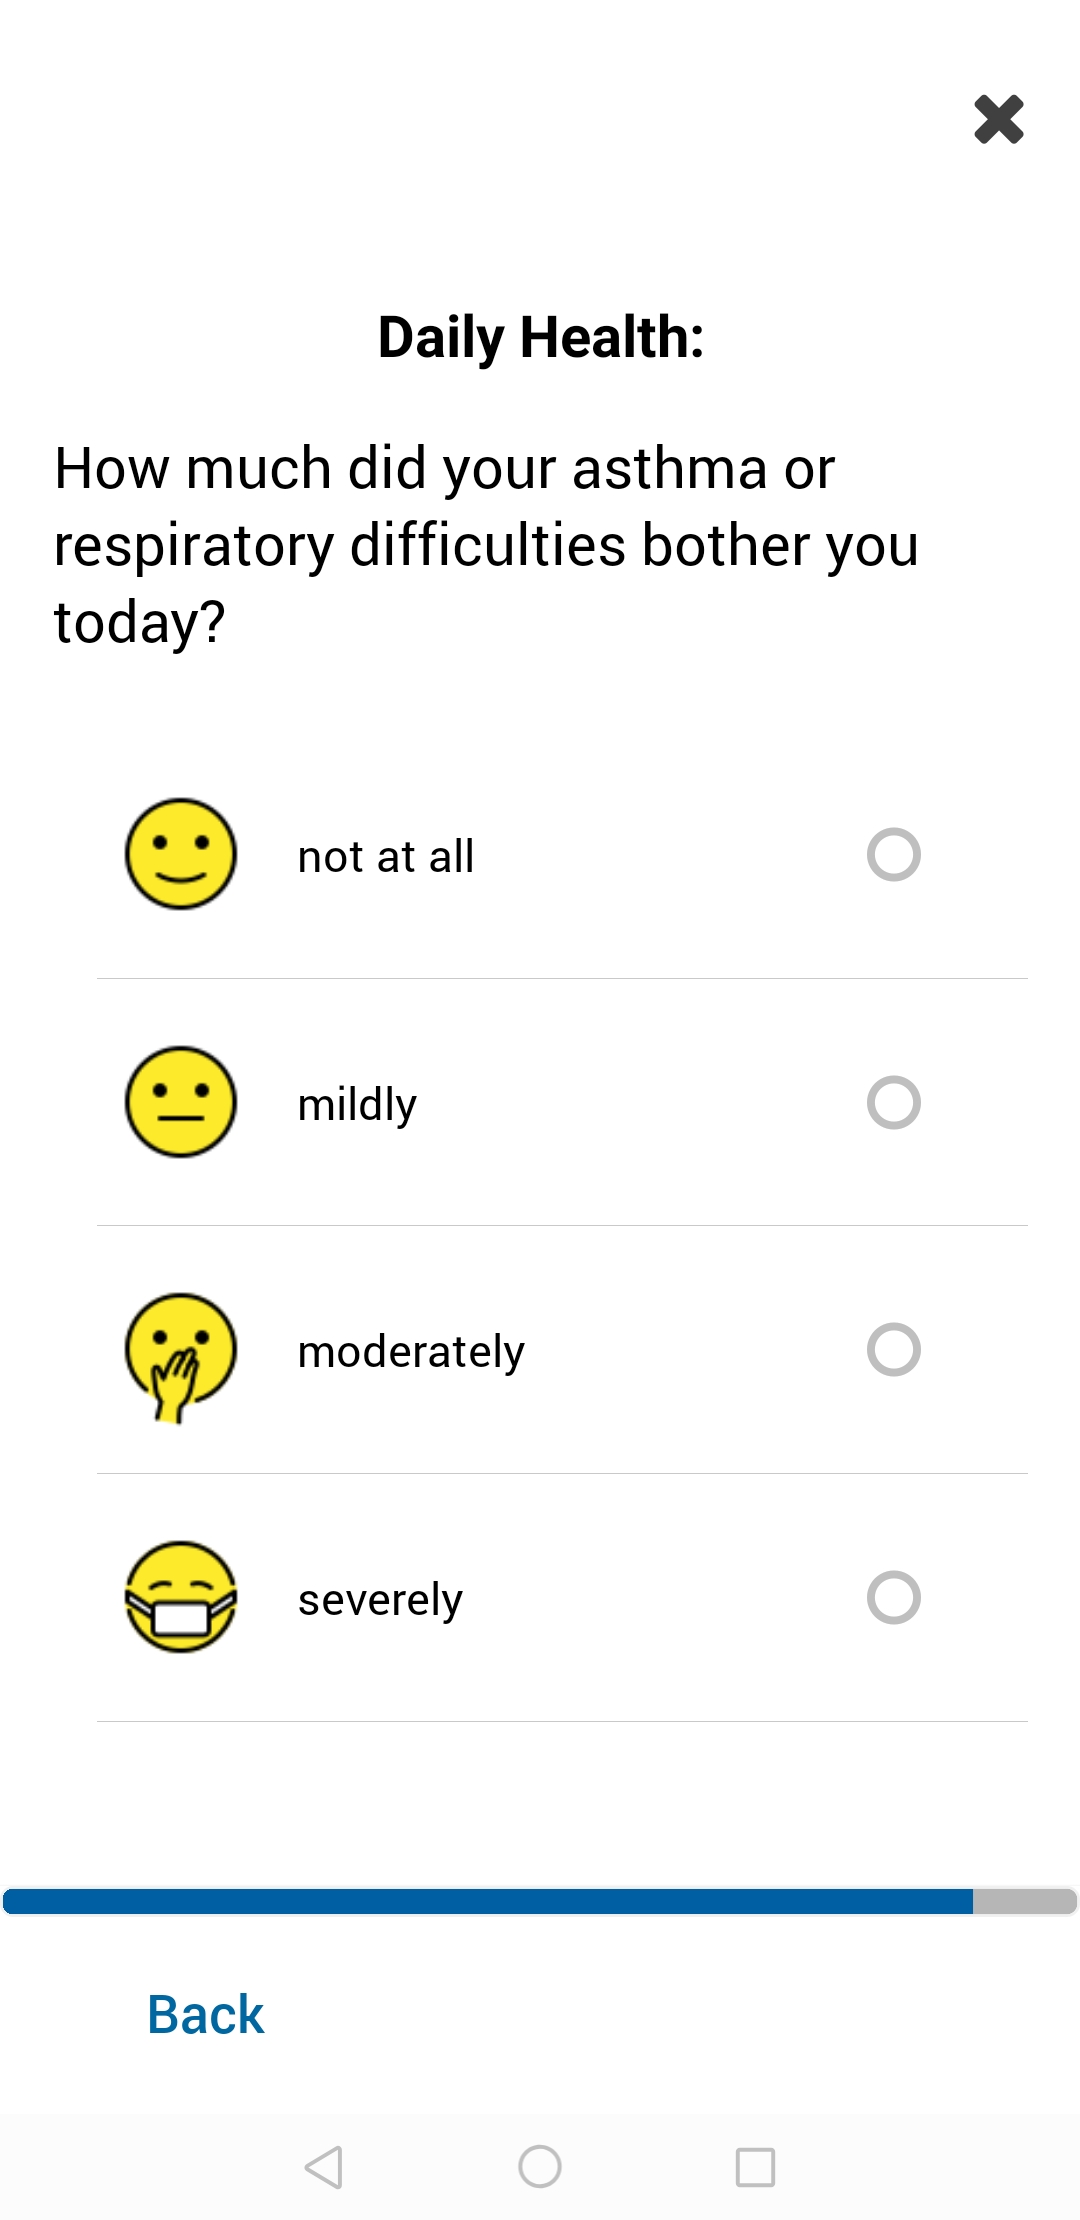 Daily Health:
How much did your asthma or
respiratory difficulties bother you
today?
not at all
mildly
moderately
severely
Back